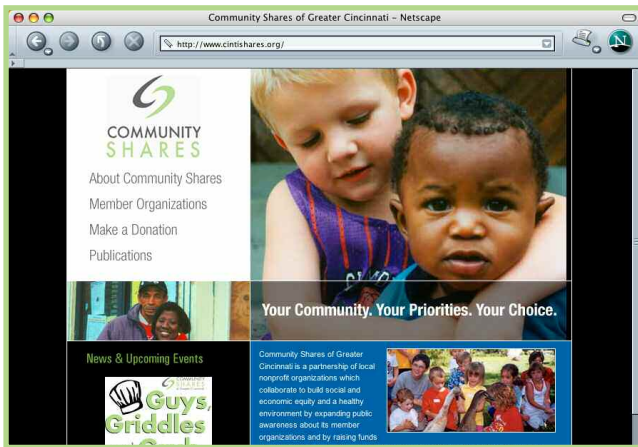 Community Shares of Greater Cincinnati – Netscape
http://www.cintishares.org/
N
COMMUNITY
SHARES
About Community Shares
Member Organizations
Make a Donation
Publications
Your Community. Your Priorities. Your Choice.
News & Upcoming Events
COMMUNITY
SHARES
Guys,
Griddles
Community Shares of Greater
Cincinnati is a partnership of local
nonprofit organizations which
collaborate to build social and
economic equity and a healthy
environment by expanding public
awareness about its member
organizations and by raising funds